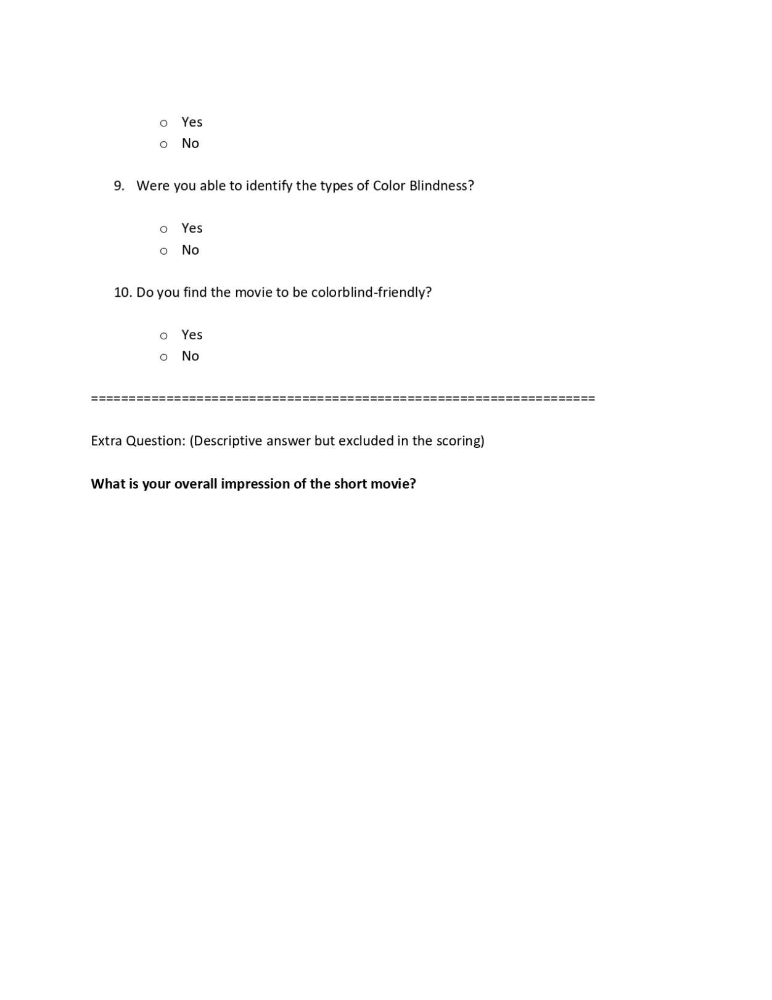 o Yes
o No
9. Were you able to identify the types of Color Blindness?
o Yes
o No
10. Do you find the movie to be colorblind-friendly?
o Yes
o No
===================================================================
Extra Question: (Descriptive answer but excluded in the scoring)
What is your overall impression of the short movie?